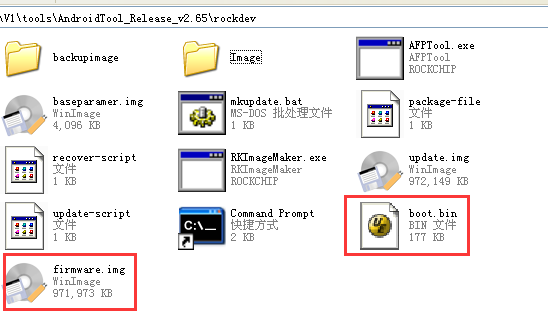 \V1\tools\AndroidTool_Release_v2.65\rockdev
backupimage
Image
AFPTool.exe
AFPTool
ROCKCHIP
baseparamer.img
WinImage
4,096 KB
mkupdate.bat
MS-DOS 批处理文件
1 KB
package-file
文件
1 KB
recover-script
文件
1 KB
RKImageMaker.exe
RKImageMaker
ROCKCHIP
update.img
WinImage
972,149 KB
update-script
文件
1 KB
Command Prompt
快捷方式
2 KB
boot.bin
BIN 文件
177 KB
firmware.img
WinImage
971,973 KB